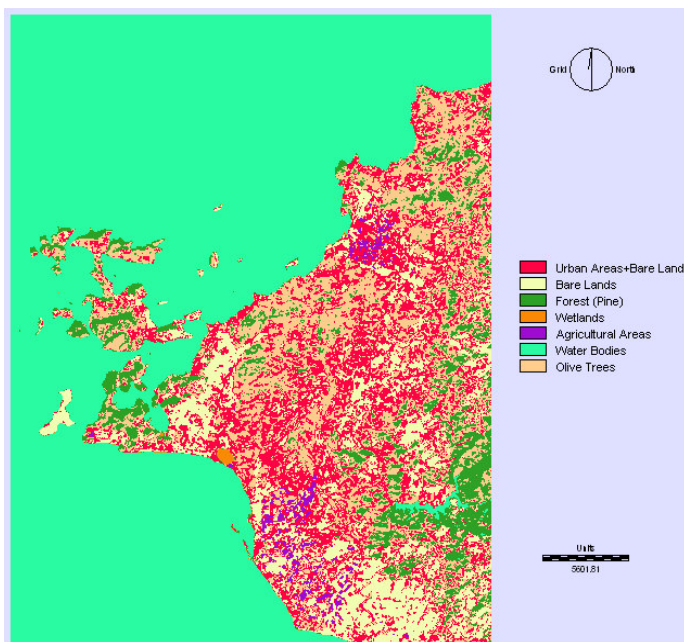 Grid North
Urban Areas+Bare Land
Bare Lands
Forest (Pine)
Wetlands
Agricultural Areas
Water Bodies
Olive Trees
Units
5601.81